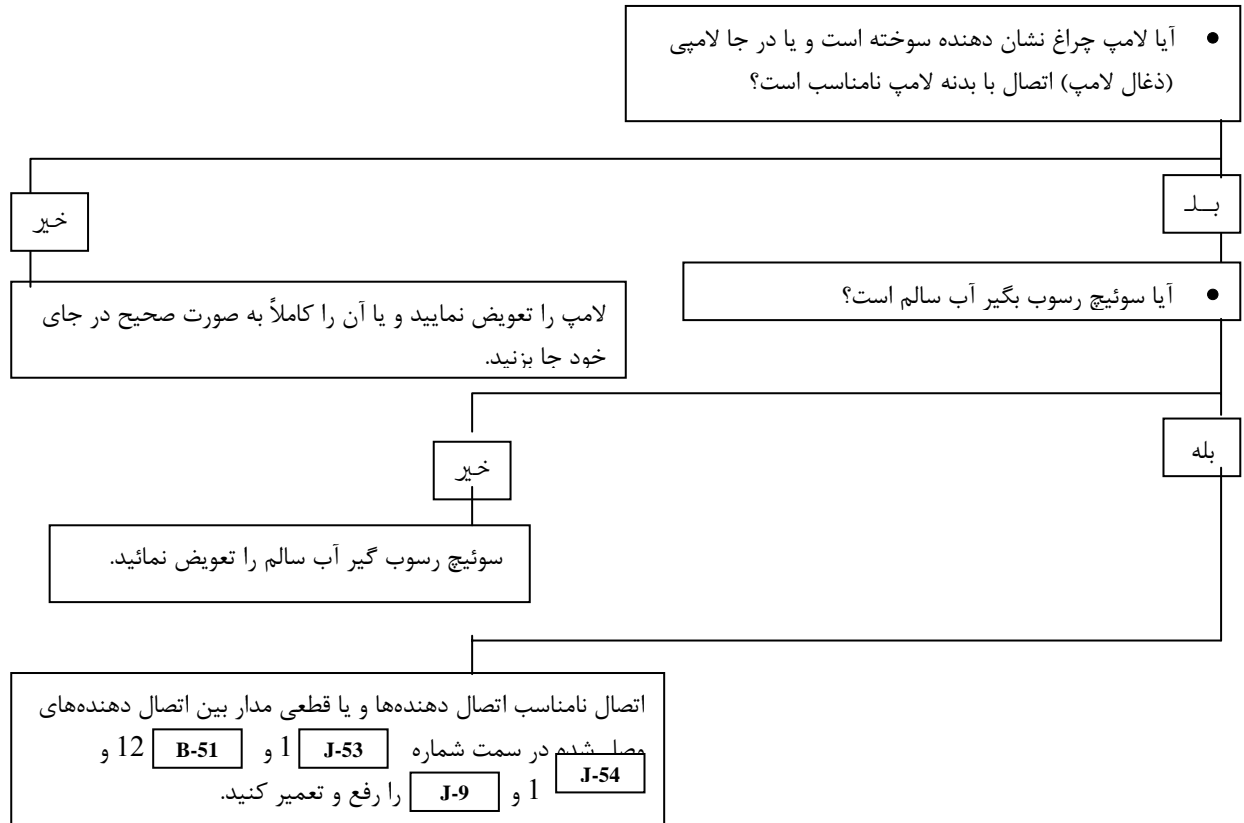 • آیا لامپ چراغ نشان دهنده سوخته است و یا در جا لامپی
(ذغال لامپ) اتصال با بدنه لامپ نامناسب است؟
بــلـ
خیر
• آیا سوئیچ رسوب بگیر آب سالم است؟
لامپ را تعویض نمایید و یا آن را کاملاً به صورت صحیح در جای
خود جا بزنید.
بله
خیر
سوئیچ رسوب گیر آب سالم را تعویض نمائید.
اتصال نامناسب اتصال دهنده‌ها و یا قطعی مدار بین اتصال دهنده‌های
وصل شده در سمت شماره J-53 1 و B-51 12 و
J-54 1 و J-9 را رفع و تعمیر کنید.